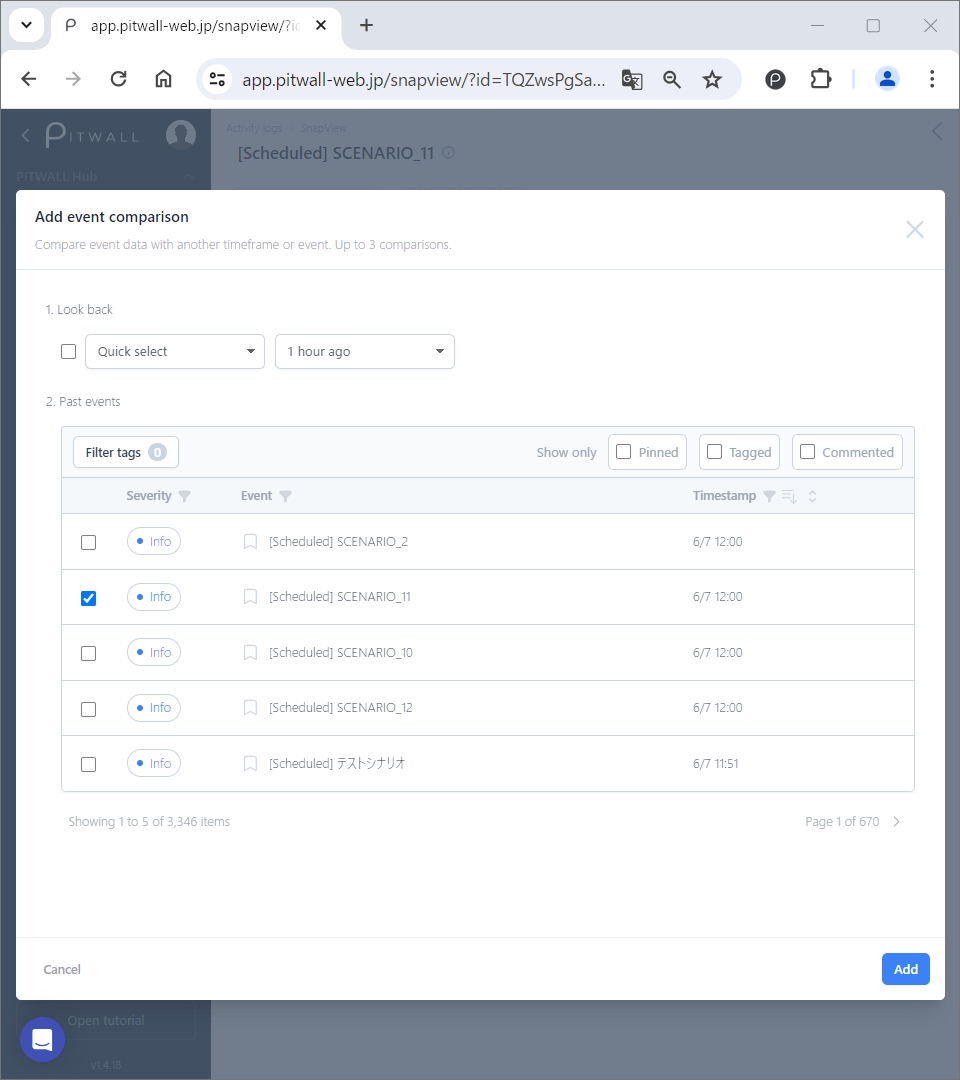 app.pitwall-web.jp/snapview/?id
app.pitwall-web.jp/snapview/?id=TQZwsPgSa...
PITWALL
Activity logs SnapView
[Scheduled] SCENARIO_11
PITWALL Hub
Add event comparison
Compare event data with another timeframe or event. Up to 3 comparisons.
1. Look back
Quick select 1 hour ago
2. Past events
Filter tags 0 Show only Pinned Tagged Commented
Severity Event Timestamp
Info [Scheduled] SCENARIO_2 6/7 12:00
Info [Scheduled] SCENARIO_11 6/7 12:00
Info [Scheduled] SCENARIO_10 6/7 12:00
Info [Scheduled] SCENARIO_12 6/7 12:00
Info [Scheduled] テストシナリオ 6/7 11:51
Showing 1 to 5 of 3,346 items Page 1 of 670
Cancel Add
Open tutorial
v1.4.18